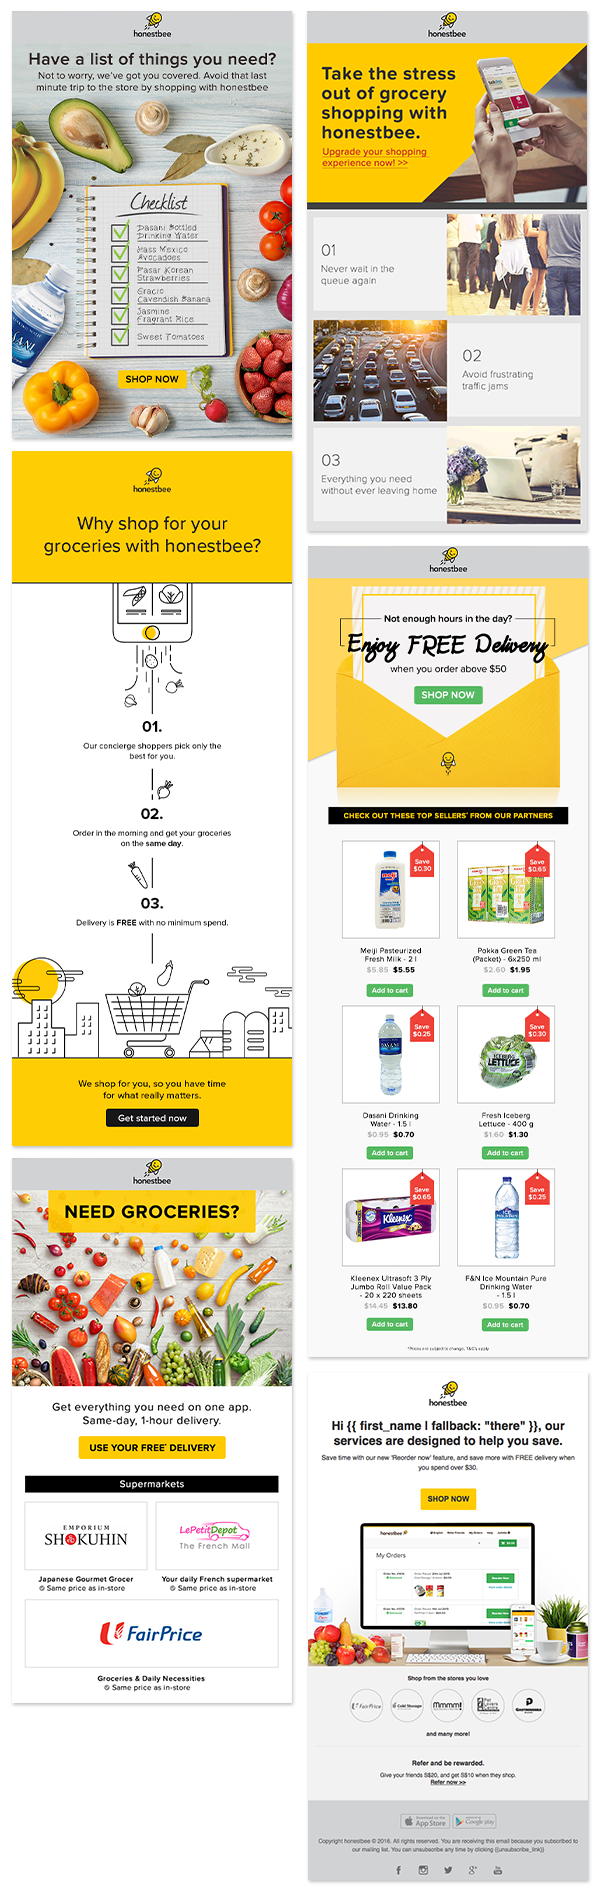 honestbee
Have a list of things you need?
Not to worry, we've got you covered. Avoid that last
minute trip to the store by shopping with honestbee
Checklist
Dasani Bottled
Drinking Water
Hass Mexico
Avocadoes
Pasar Korean
Strawberries
Gracio
Cavendish Banana
Jasmine
Fragrant Rice
Sweet Tomatoes
SHOP NOW
honestbee
Why shop for your
groceries with honestbee?
01.
Our concierge shoppers pick only the
best for you.
02.
Order in the morning and get your groceries
on the same day.
03.
Delivery is FREE with no minimum spend.
We shop for you, so you have time
for what really matters.
Get started now
honestbee
NEED GROCERIES?
Get everything you need on one app.
Same-day, 1-hour delivery.
USE YOUR FREE* DELIVERY
Supermarkets
EMPORIUM
SHOKUHIN
LePetitDepot
The French Mall
Japanese Gourmet Grocer
Same price as in-store
Your daily French supermarket
Same price as in-store
FairPrice
Groceries & Daily Necessities
Same price as in-store
honestbee
Take the stress
out of grocery
shopping with
honestbee.
Upgrade your shopping
experience now! >>
01
Never wait in the
queue again
02
Avoid frustrating
traffic jams
03
Everything you need
without ever leaving home
honestbee
Not enough hours in the day?
Enjoy FREE Delivery
when you order above $50
SHOP NOW
CHECK OUT THESE TOP SELLERS* FROM OUR PARTNERS
Save
$0.30
meiji
Save
$0.65
Meiji Pasteurized
Fresh Milk - 2 l
$5.85 $5.55
Add to cart
Pokka Green Tea
(Packet) - 6x250 ml
$2.60 $1.95
Add to cart
Save
$0.25
DASANI
Save
$0.30
ICEBERG
LETTUCE
Dasani Drinking
Water - 1.5 l
$0.95 $0.70
Add to cart
Fresh Iceberg
Lettuce - 400 g
$1.60 $1.30
Add to cart
Save
$0.65
Kleenex
Save
$0.25
ICE
MOUNTAIN
Kleenex Ultrasoft 3 Ply
Jumbo Roll Value Pack
- 20 x 220 sheets
$14.45 $13.80
Add to cart
F&N Ice Mountain Pure
Drinking Water
- 1.5 l
$0.95 $0.70
Add to cart
*Prices are subject to change. T&C's apply
honestbee
Hi {{ first_name | fallback: "there" }}, our
services are designed to help you save.
Save time with our new 'Reorder now' feature, and save more with FREE delivery when
you spend over $30.
SHOP NOW
honestbee
My Orders
Shop from the stores you love
FairPrice
Cold Storage
Mmmm!
Pet
Lovers
Centre
GASTRONOMIA
and many more!
Refer and be rewarded.
Give your friends S$20, and get S$10 when they shop.
Refer now >>
Download on the
App Store
Google play
Copyright honestbee © 2016. All rights reserved. You are receiving this email because you subscribed to
our mailing list. You can unsubscribe any time by clicking {{unsubscribe_link}}